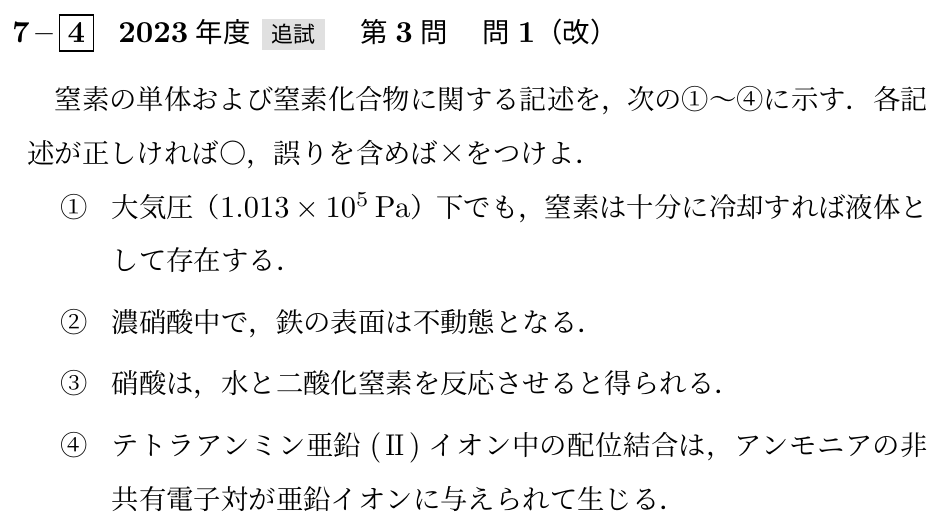 7－4 2023年度 追試 第3問 問1（改）
窒素の単体および窒素化合物に関する記述を，次の①～④に示す．各記
述が正しければ○，誤りを含めば×をつけよ．
① 大気圧（1.013 × 10⁵ Pa）下でも，窒素は十分に冷却すれば液体と
して存在する．
② 濃硝酸中で，鉄の表面は不動態となる．
③ 硝酸は，水と二酸化窒素を反応させると得られる．
④ テトラアンミン亜鉛(Ⅱ)イオン中の配位結合は，アンモニアの非
共有電子対が亜鉛イオンに与えられて生じる．